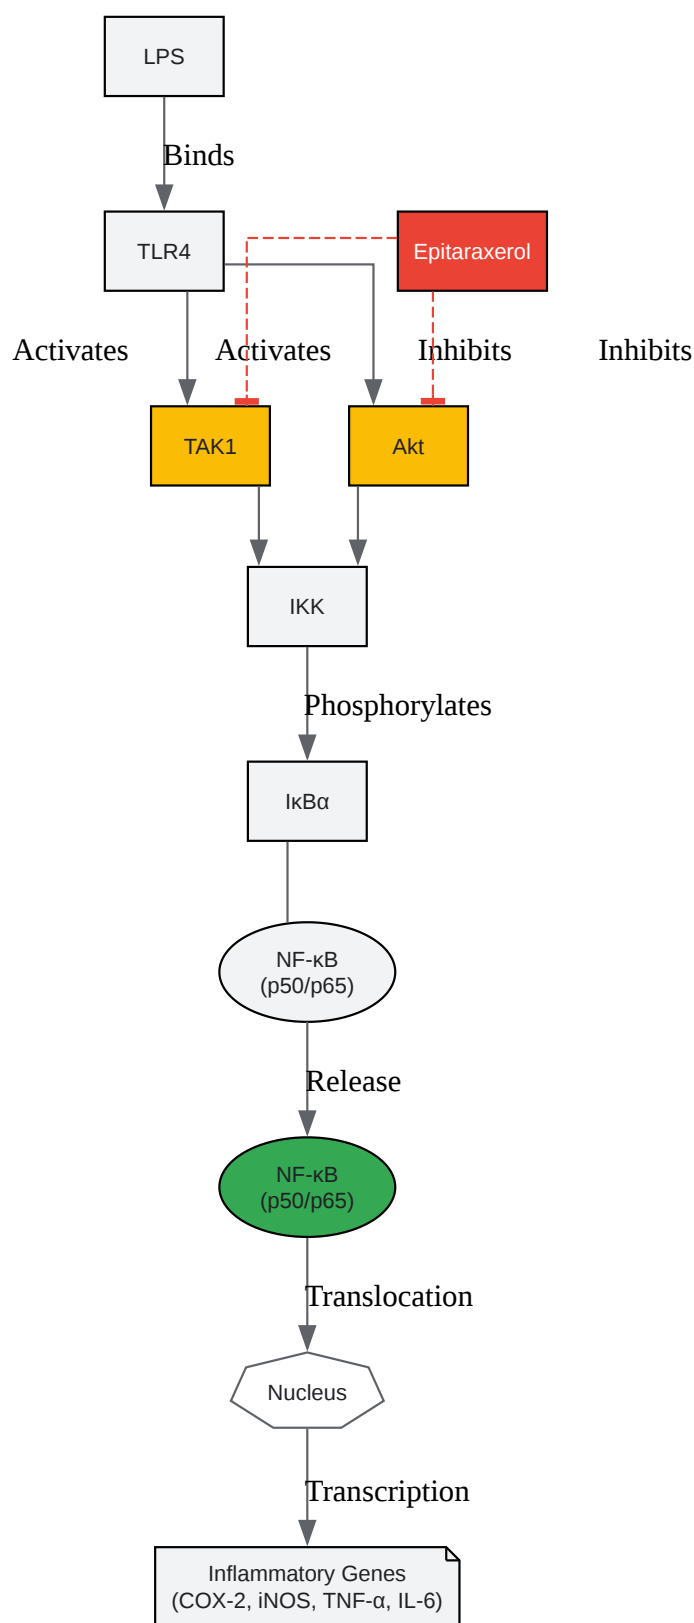 LPS
Binds
TLR4
Epitaraxerol
Activates
Activates
Inhibits
Inhibits
TAK1
Akt
IKK
Phosphorylates
IκBα
NF-κB
(p50/p65)
Release
NF-κB
(p50/p65)
Translocation
Nucleus
Transcription
Inflammatory Genes
(COX-2, iNOS, TNF-α, IL-6)